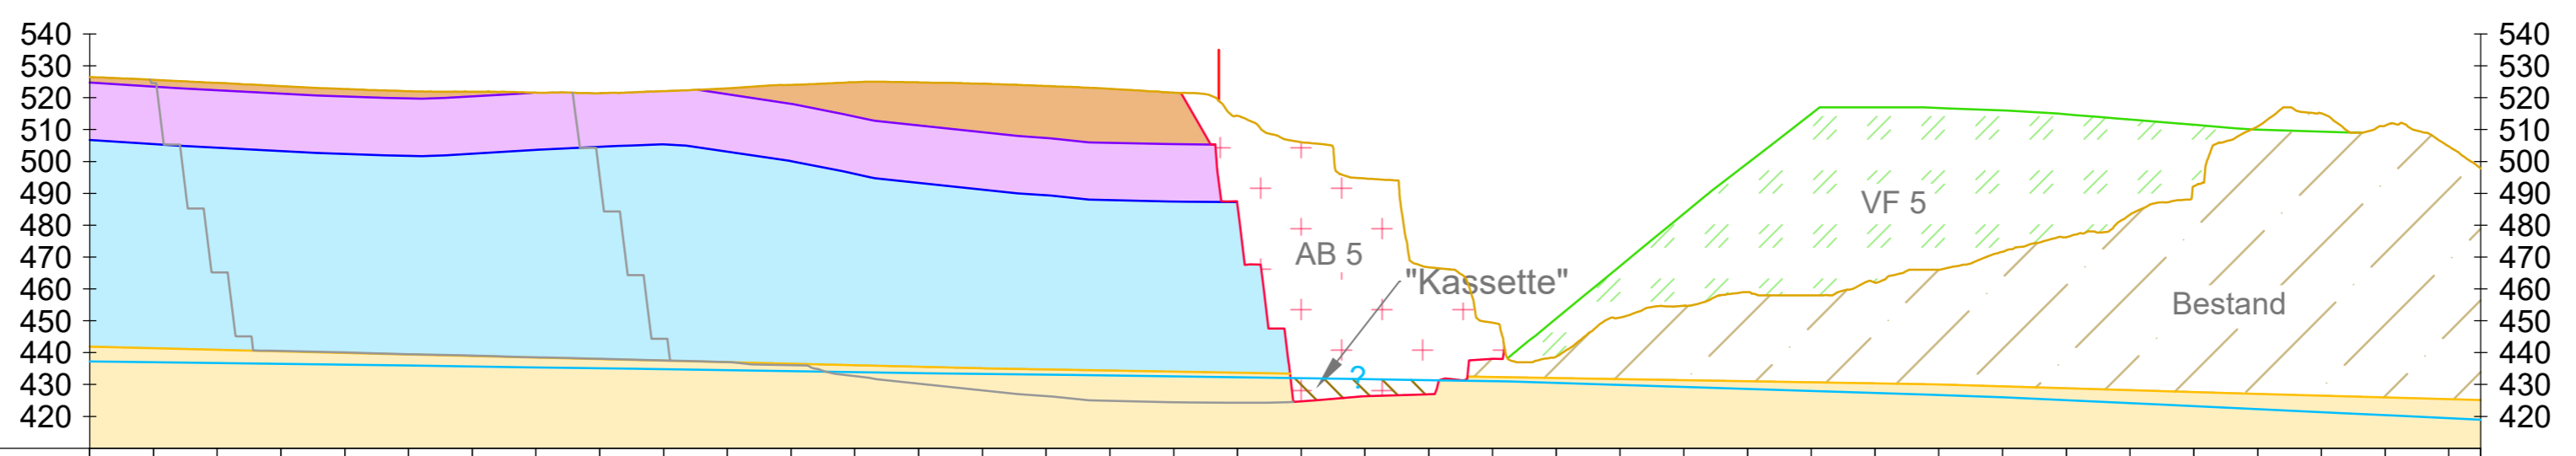 540 540
530 530
520 520
510 510
500 500
490 VF 5 490
480 480
470 AB 5 470
460 "Kassette" 460
450 Bestand 450
440 440
430 ? 430
420 420